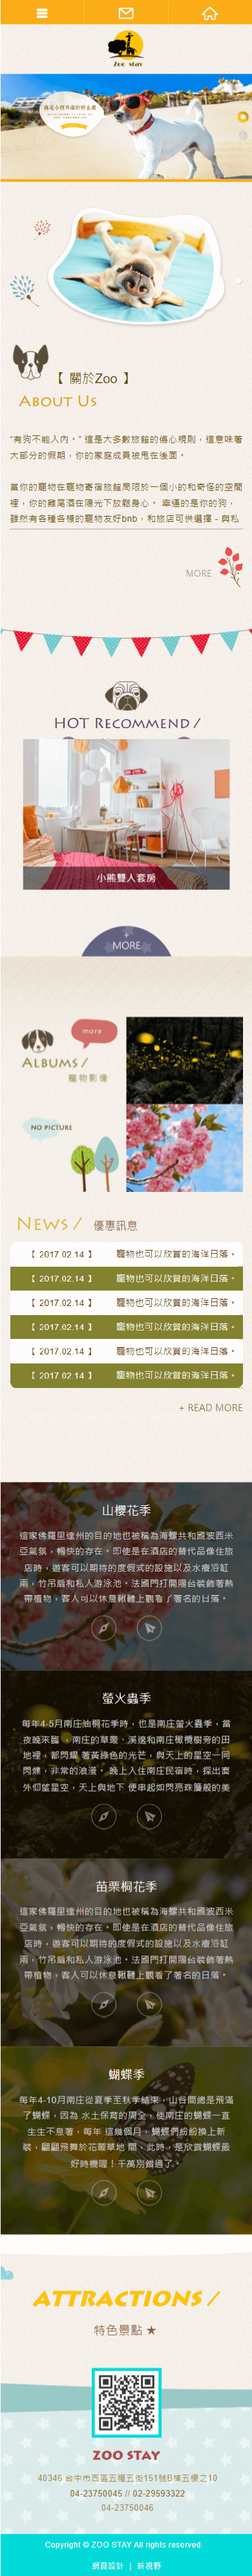 Zoo stay
【 關於Zoo 】
About Us
“有狗不能入內。” 這是大多數旅館的傷心規則，這意味著
大部分的假期，你的家庭成員被甩在後面。
當你的寵物在寵物寄宿旅館局限於一個小的和奇怪的空間
裡，你的雞尾酒在陽光下放鬆身心。 幸運的是你的狗，
雖然有各種各樣的寵物友好bnb，和旅店可供選擇 - 與私
MORE
HOT Recommend /
小熊雙人套房
+
MORE
more
Albums /
寵物影像
NO PICTURE
News / 優惠訊息
【 2017.02.14 】 寵物也可以欣賞的海洋日落。
【 2017.02.14 】 寵物也可以欣賞的海洋日落。
【 2017.02.14 】 寵物也可以欣賞的海洋日落。
【 2017.02.14 】 寵物也可以欣賞的海洋日落。
【 2017.02.14 】 寵物也可以欣賞的海洋日落。
【 2017.02.14 】 寵物也可以欣賞的海洋日落。
+ READ MORE
山櫻花季
這家佛羅里達州的目的地也被稱為海螺共和國波西米
亞氣氛，暢快的存在。即使是在酒店的替代品像住旅
店時，遊客可以期待的度假式的設施以及水療浴缸
兩，竹吊扇和私人游泳池。法國門打開陽台裝飾著熱
帶植物，客人可以休息鞦韆上觀看了著名的日落。
螢火蟲季
每年4-5月南庄油桐花季時，也是南庄螢火蟲季，當
夜晚來臨，南庄的草叢、溪邊和南庄橄欖樹旁的田
地裡，都閃耀 著黃綠色的光芒，與天上的星空一同
閃爍，非常的浪漫。 晚上人住南庄民宿時，探出窗
外仰望星空，天上與地下 便串起如閃亮珠簾般的美
苗栗桐花季
這家佛羅里達州的目的地也被稱為海螺共和國波西米
亞氣氛，暢快的存在。即使是在酒店的替代品像住旅
店時，遊客可以期待的度假式的設施以及水療浴缸
兩，竹吊扇和私人游泳池。法國門打開陽台裝飾著熱
帶植物，客人可以休息鞦韆上觀看了著名的日落。
蝴蝶季
每年4-10月南庄從夏季至秋季結束，山谷間總是飛滿
了蝴蝶，因為 水土保育的周全，使南庄的蝴蝶一直
生生不息著，每年 這幾個月，蝴蝶們紛紛換上新
裝，翩翩飛舞於花叢草地 間，此時，是欣賞蝴蝶最
好時機喔！千萬別錯過了。
ATTRACTIONS /
特色景點 ★
ZOO STAY
40346 台中市西區五權五街151號B棟五樓之10
04-23750045 // 02-29593322
04-23750046
Copyright © ZOO STAY All rights reserved.
網頁設計 | 新視野